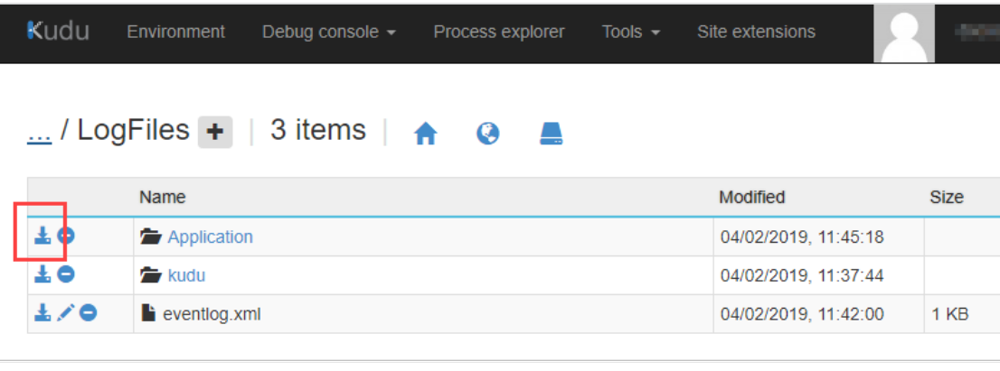 Kudu Environment Debug console Process explorer Tools Site extensions
... / LogFiles + | 3 items |
Name Modified Size
Application 04/02/2019, 11:45:18
kudu 04/02/2019, 11:37:44
eventlog.xml 04/02/2019, 11:42:00 1 KB